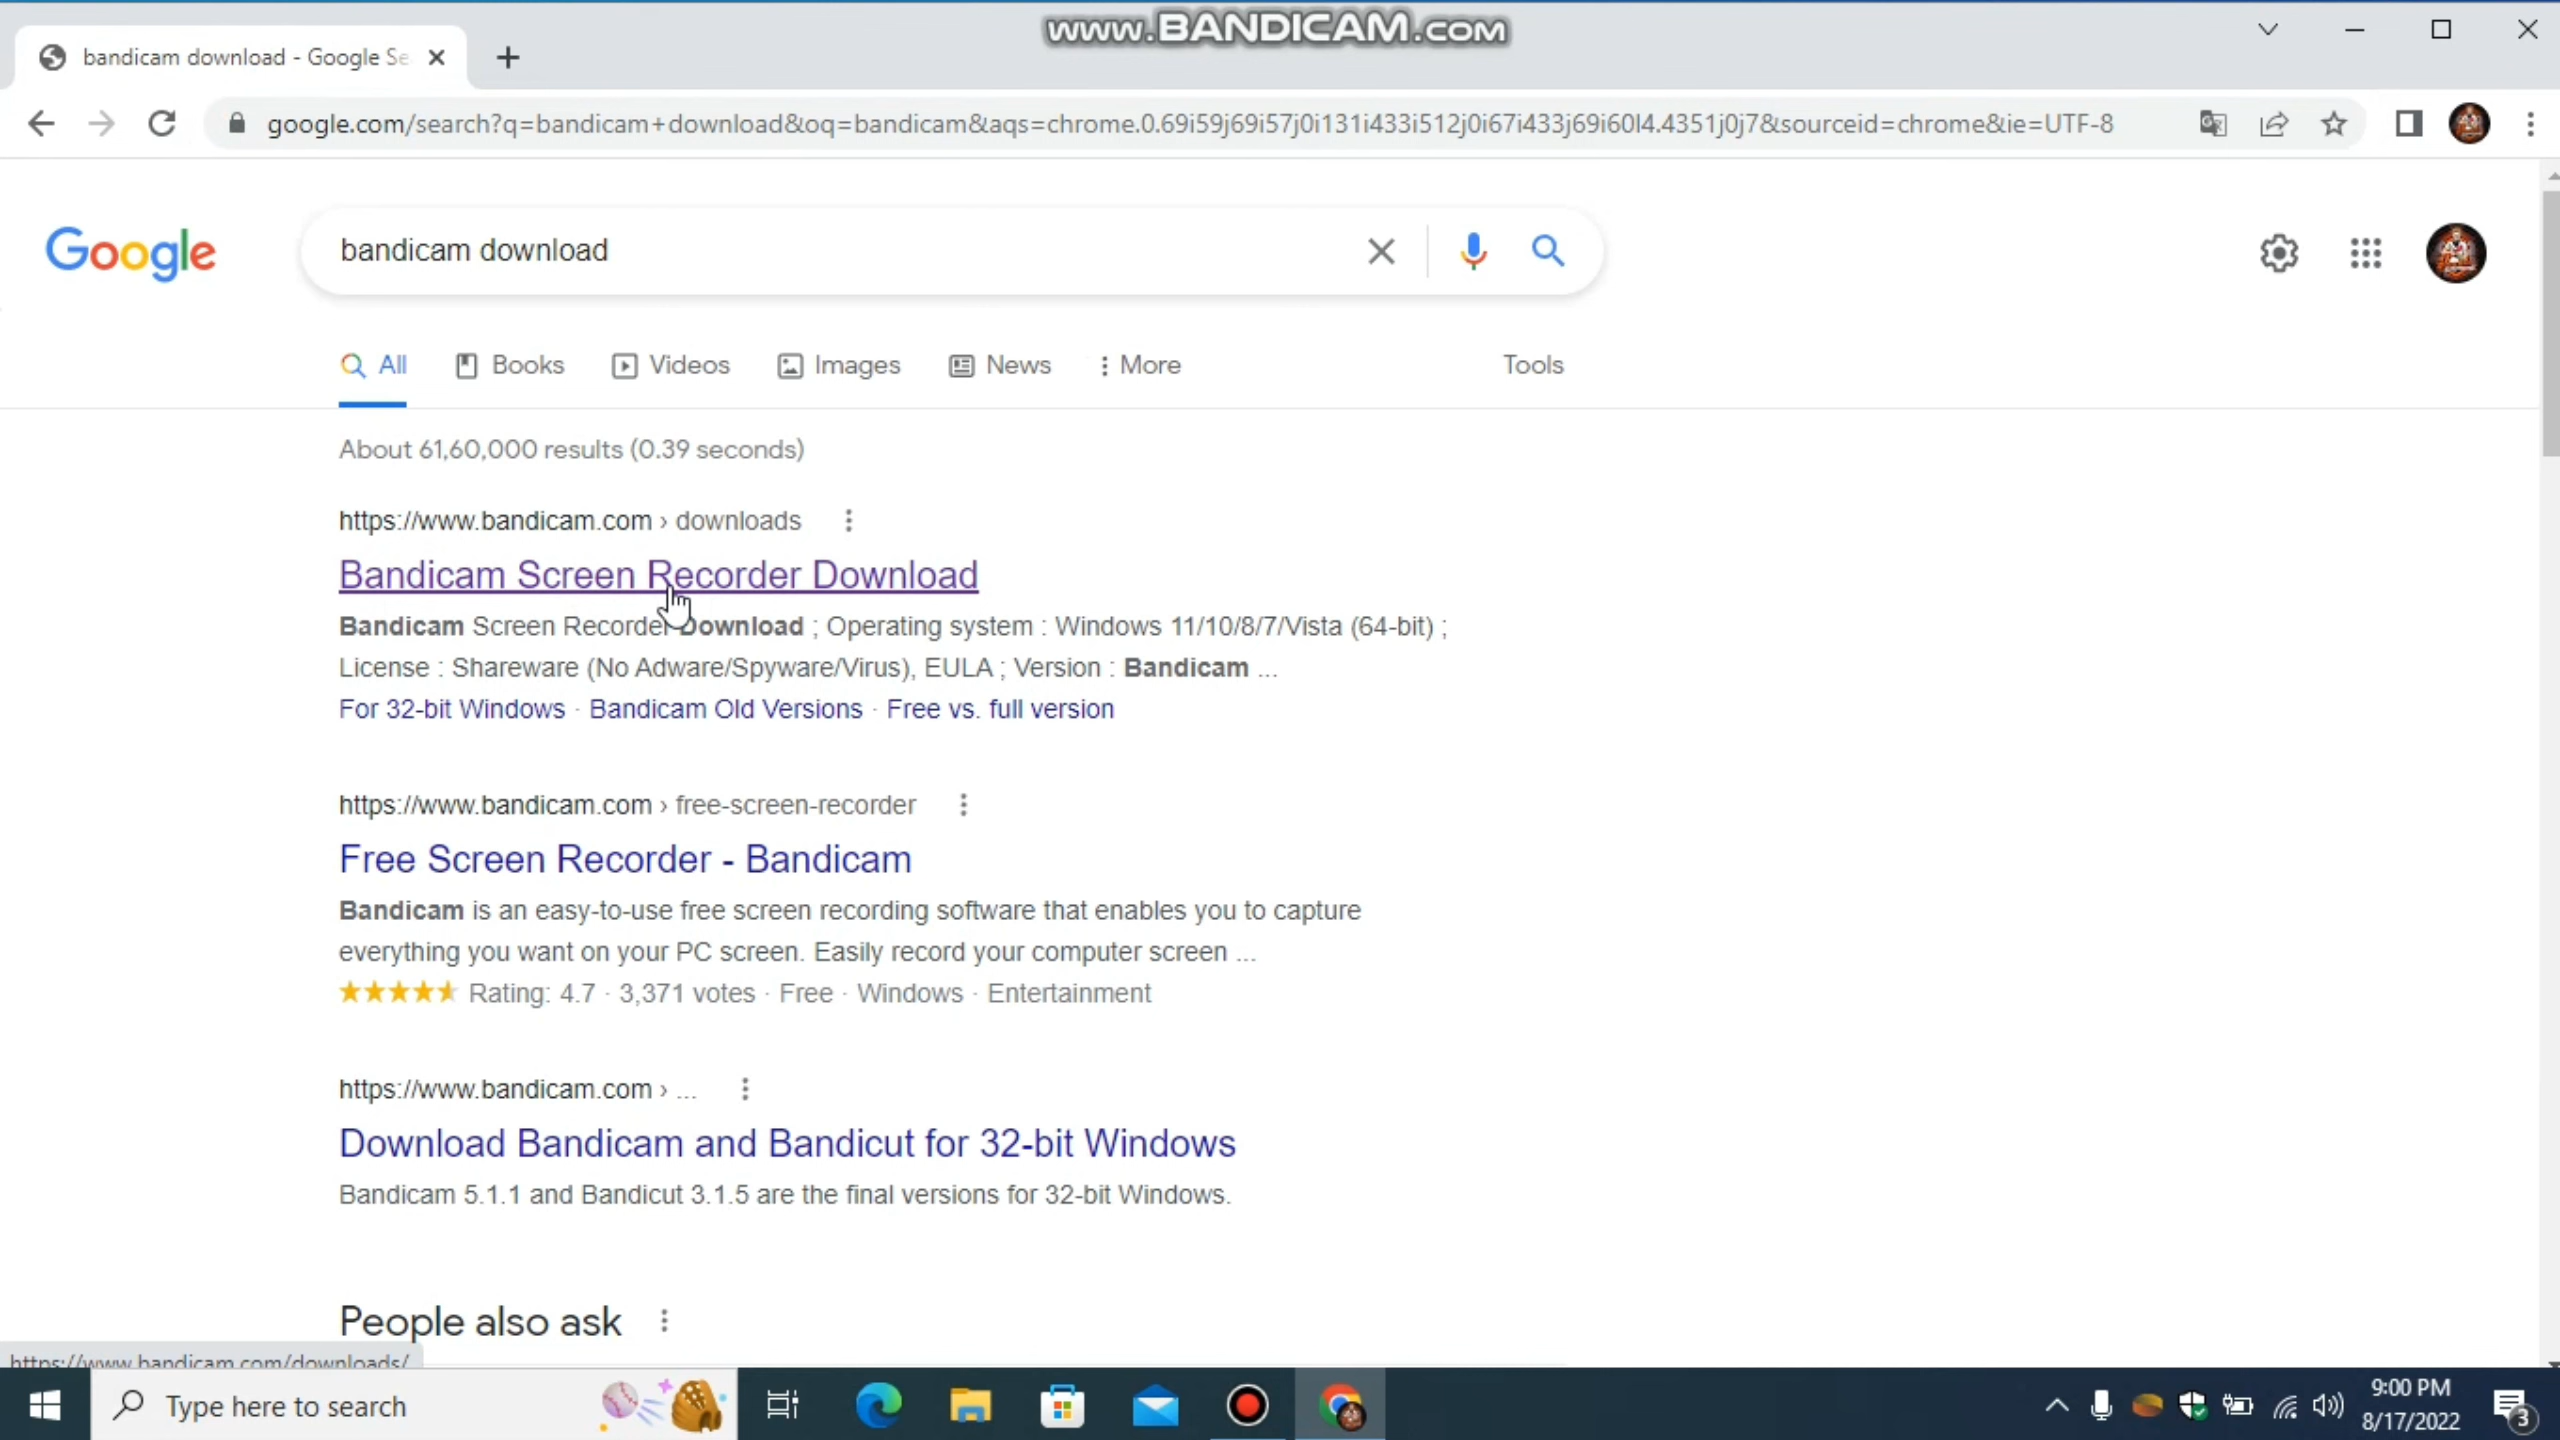 www.BANDICAM.com
bandicam download - Google Se
google.com/search?q=bandicam+download&oq=bandicam&aqs=chrome.0.69i59j69i57j0i131i433i512j0i67i433j69i60l4.4351j0j7&sourceid=chrome&ie=UTF-8
Google
bandicam download
All Books Videos Images News More Tools
About 61,60,000 results (0.39 seconds)
https://www.bandicam.com › downloads
Bandicam Screen Recorder Download
Bandicam Screen Recorder Download ; Operating system : Windows 11/10/8/7/Vista (64-bit) ;
License : Shareware (No Adware/Spyware/Virus), EULA ; Version : Bandicam ...
For 32-bit Windows · Bandicam Old Versions · Free vs. full version
https://www.bandicam.com › free-screen-recorder
Free Screen Recorder - Bandicam
Bandicam is an easy-to-use free screen recording software that enables you to capture
everything you want on your PC screen. Easily record your computer screen ...
Rating: 4.7 · 3,371 votes · Free · Windows · Entertainment
https://www.bandicam.com › ...
Download Bandicam and Bandicut for 32-bit Windows
Bandicam 5.1.1 and Bandicut 3.1.5 are the final versions for 32-bit Windows.
People also ask
https://www.bandicam.com/downloads/
Type here to search
9:00 PM
8/17/2022
3